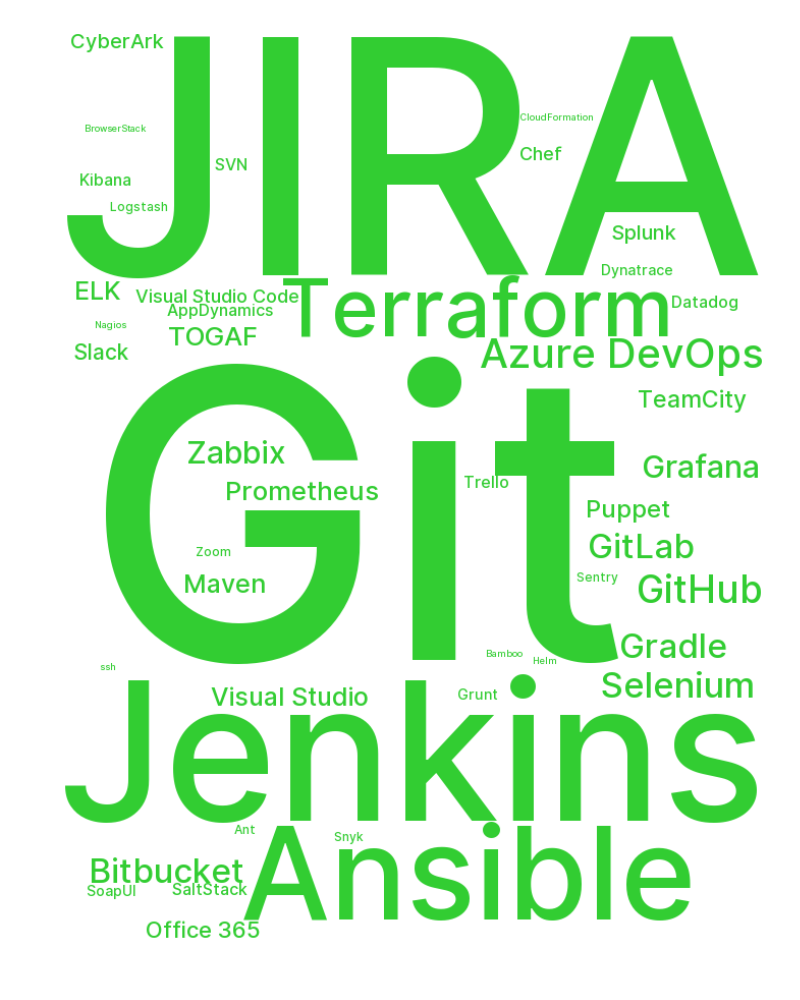 CyberArk
JIRA
BrowserStack
CloudFormation
Chef
SVN
Kibana
Logstash
Splunk
Dynatrace
ELK
Visual Studio Code
Terraform
Datadog
AppDynamics
Nagios
TOGAF
Slack
Azure DevOps
TeamCity
Git
Zabbix
Grafana
Trello
Prometheus
Puppet
GitLab
Zoom
Sentry
Maven
GitHub
Gradle
Bamboo
Helm
ssh
Selenium
Visual Studio
Grunt
Jenkins
Ant
Snyk
Ansible
Bitbucket
SoapUI
SaltStack
Office 365